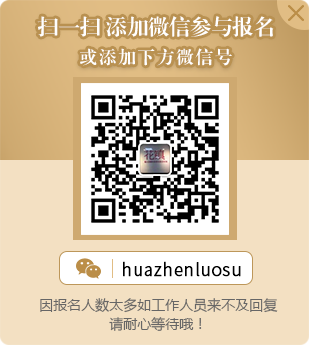 扫一扫 添加微信参与报名
或添加下方微信号
花镇
huazhenluosu
因报名人数太多如工作人员来不及回复
请耐心等待哦！